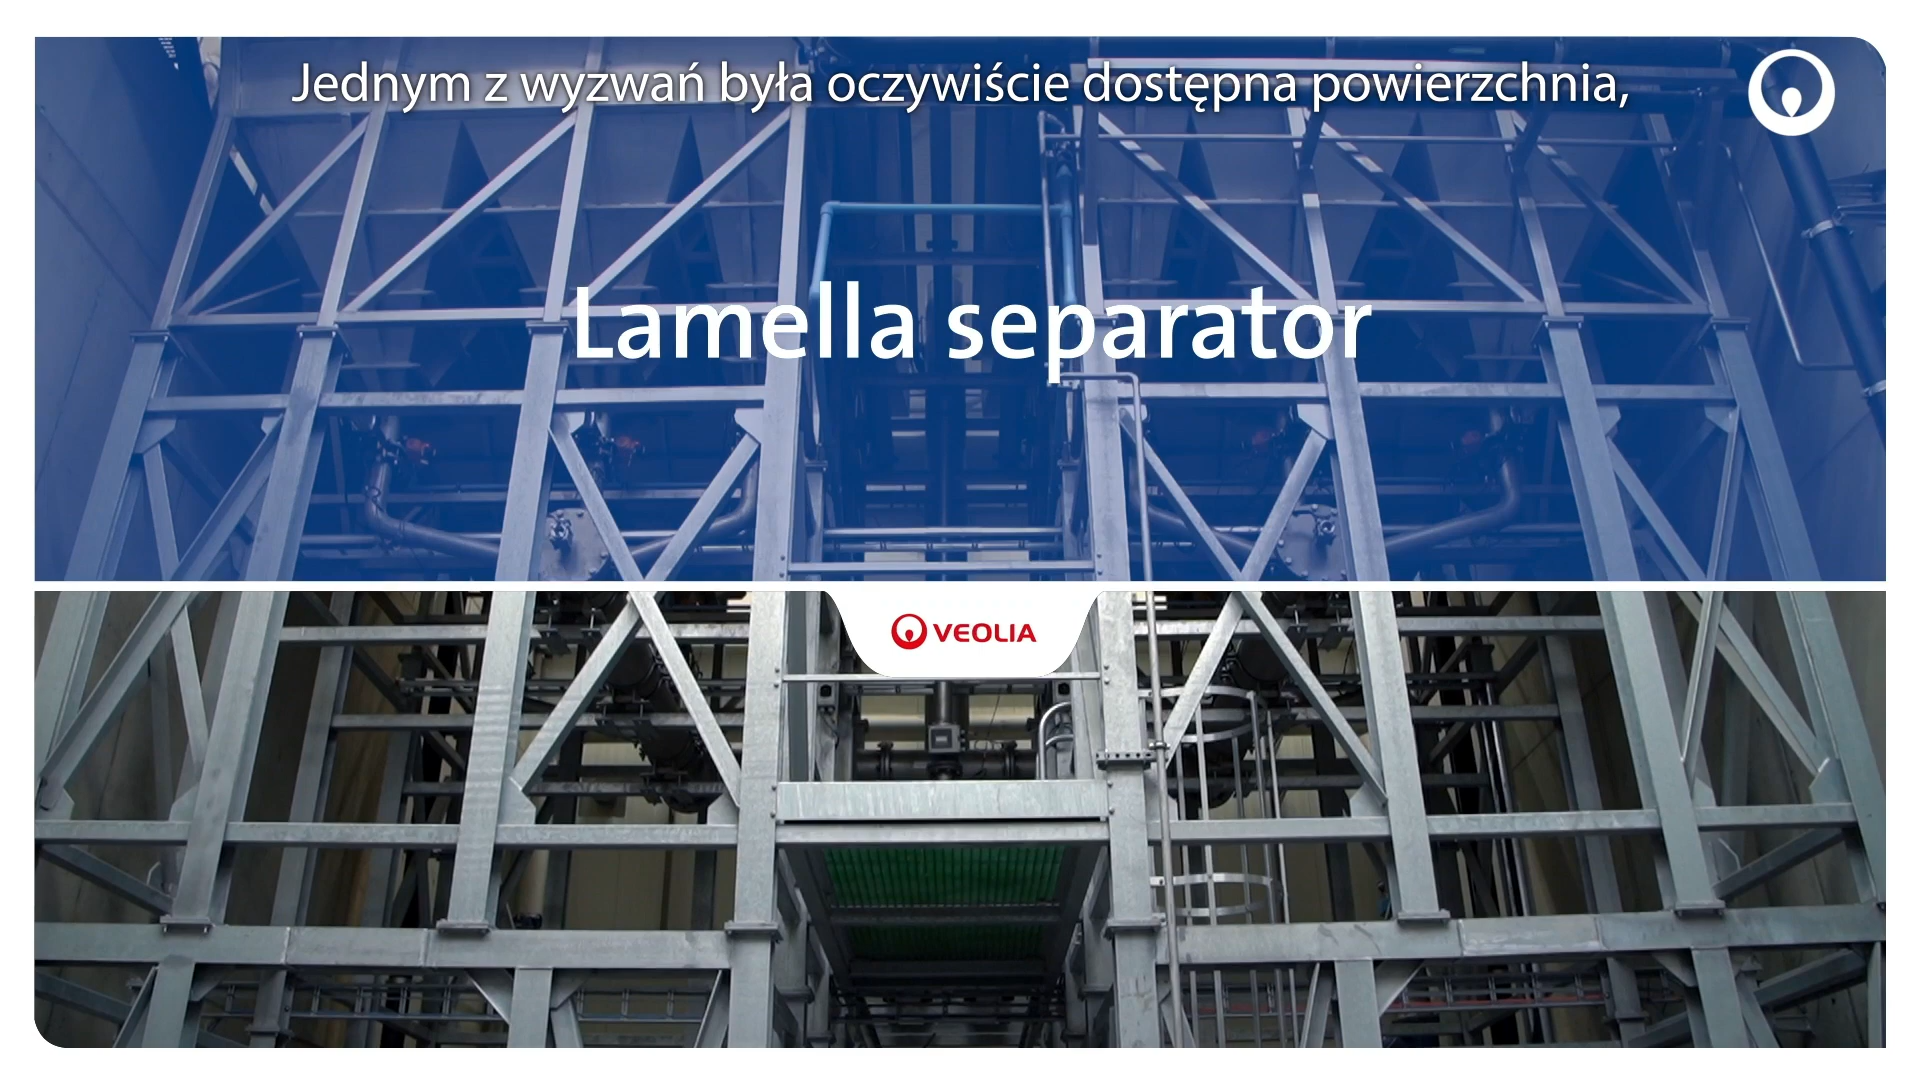 Jednym z wyzwań była oczywiście dostępna powierzchnia,
Lamella separator
VEOLIA